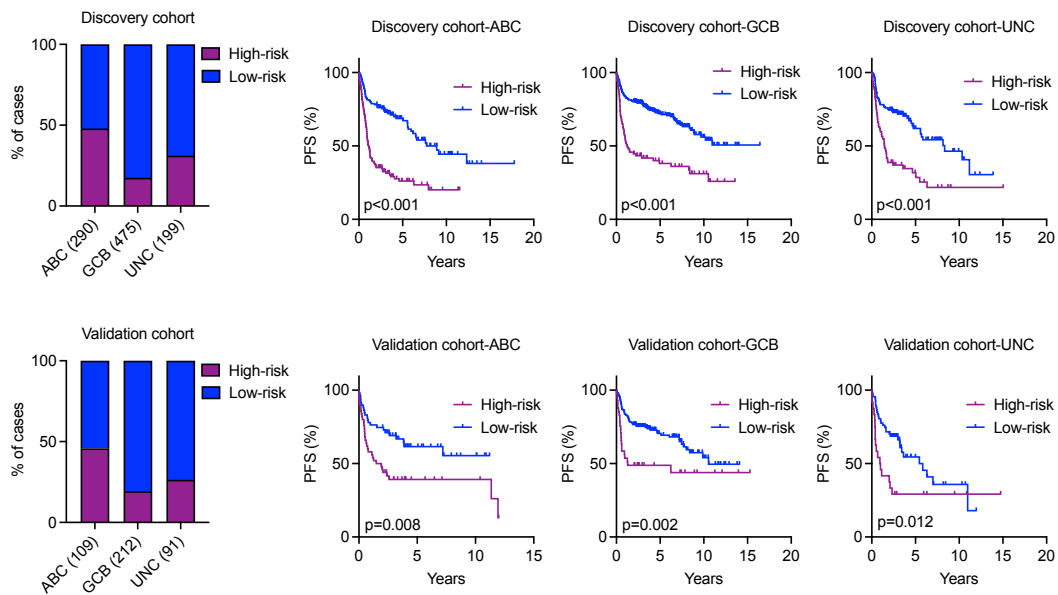 Discovery cohort
% of cases
100
50
0
High-risk
Low-risk
ABC (290)
GCB (475)
UNC (199)
Discovery cohort-ABC
PFS (%)
100
50
0
High-risk
Low-risk
p<0.001
0
5
10
15
20
Years
Discovery cohort-GCB
PFS (%)
100
50
0
High-risk
Low-risk
p<0.001
0
5
10
15
20
Years
Discovery cohort-UNC
PFS (%)
100
50
0
High-risk
Low-risk
p<0.001
0
5
10
15
20
Years
Validation cohort
% of cases
100
50
0
High-risk
Low-risk
ABC (109)
GCB (212)
UNC (91)
Validation cohort-ABC
PFS (%)
100
50
0
High-risk
Low-risk
p=0.008
0
5
10
15
Years
Validation cohort-GCB
PFS (%)
100
50
0
High-risk
Low-risk
p=0.002
0
5
10
15
20
Years
Validation cohort-UNC
PFS (%)
100
50
0
High-risk
Low-risk
p=0.012
0
5
10
15
20
Years